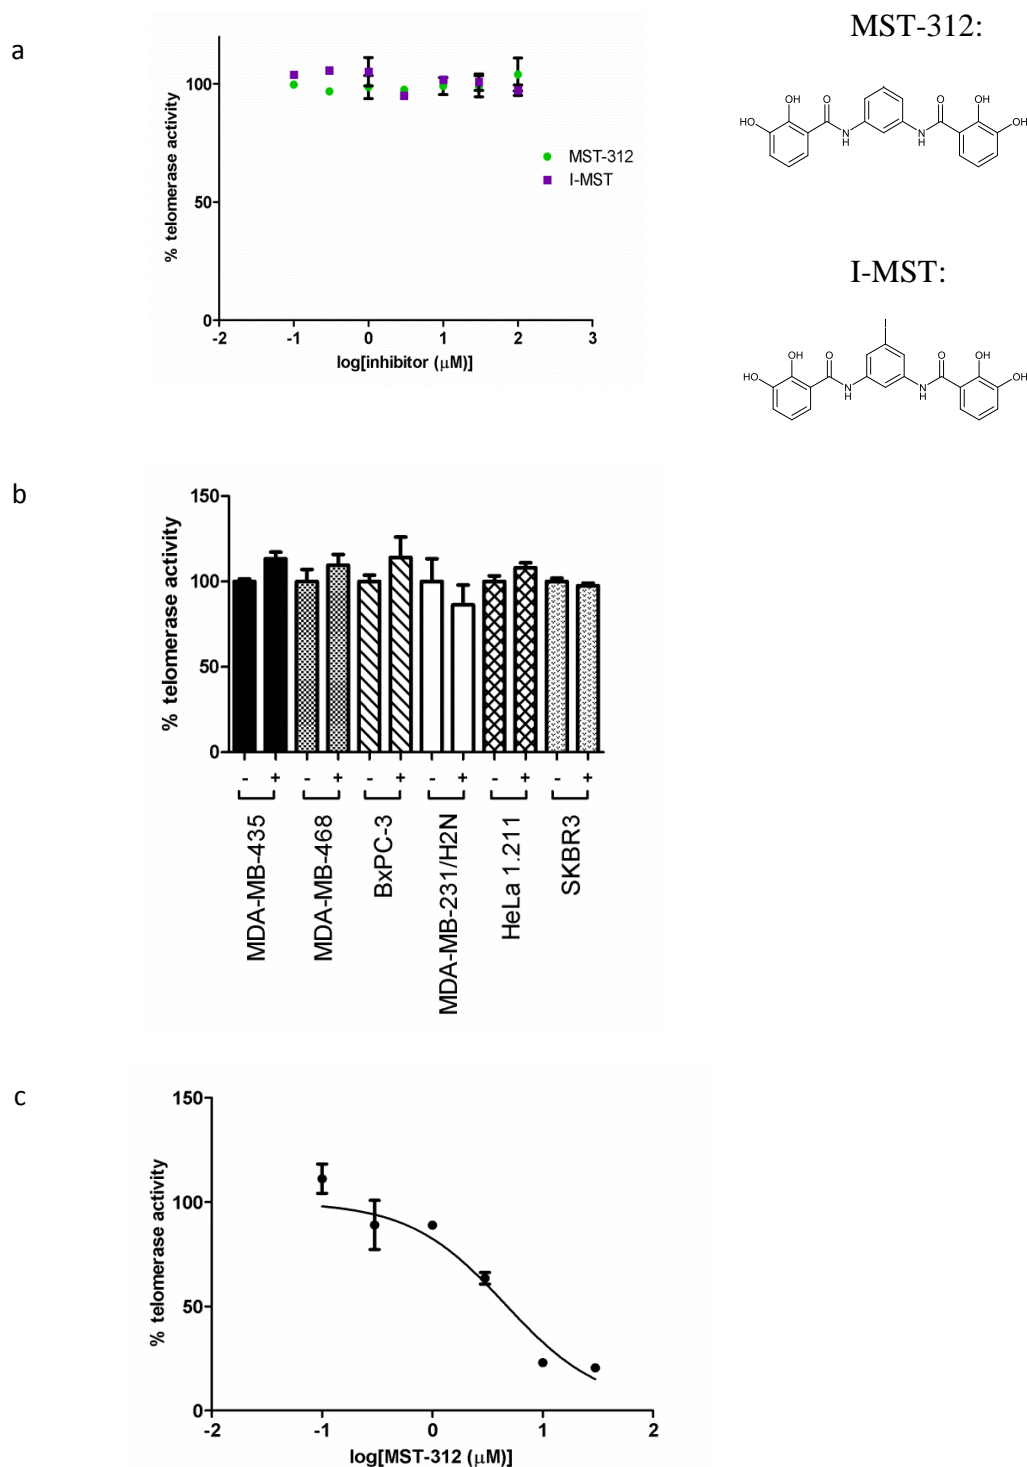 a
MST-312:
100
50
0
% telomerase activity
MST-312
I-MST
-2 -1 0 1 2 3
log[inhibitor (µM)]
OH O O OH
HO N H N H OH
I-MST:
I
OH O O OH
HO N H N H OH
b
150
100
50
0
% telomerase activity
- + - + - + - + - + - +
MDA-MB-435
MDA-MB-468
BxPC-3
MDA-MB-231/H2N
HeLa 1.211
SKBR3
c
150
100
50
0
% telomerase activity
-2 -1 0 1 2
log[MST-312 (µM)]